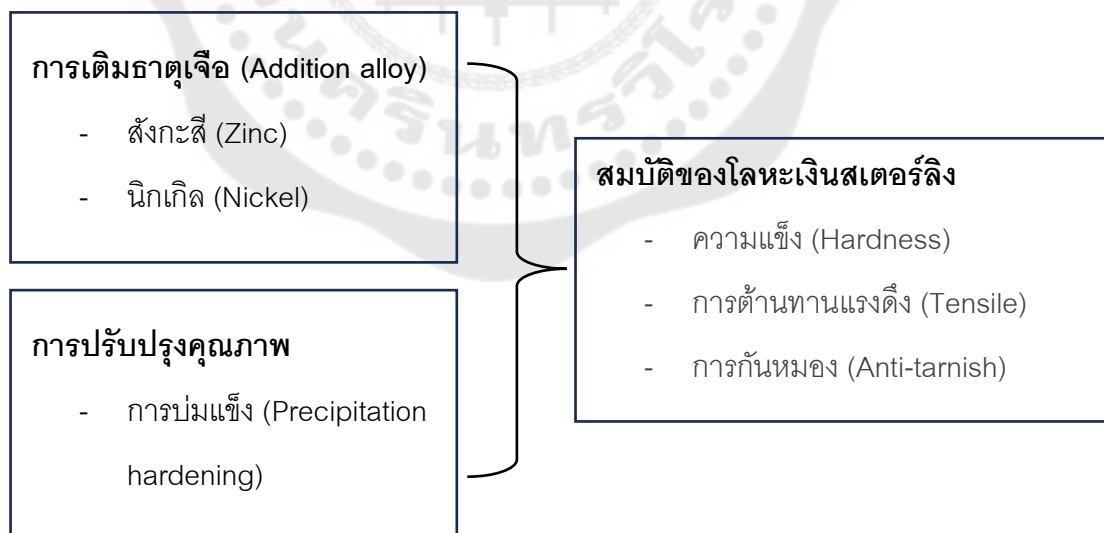 การเติมธาตุเจือ (Addition alloy)
- สังกะสี (Zinc)
- นิกเกิล (Nickel)
การปรับปรุงคุณภาพ
- การบ่มแข็ง (Precipitation
hardening)
สมบัติของโลหะเงินสเตอร์ลิง
- ความแข็ง (Hardness)
- การต้านทานแรงดึง (Tensile)
- การกันหมอง (Anti-tarnish)